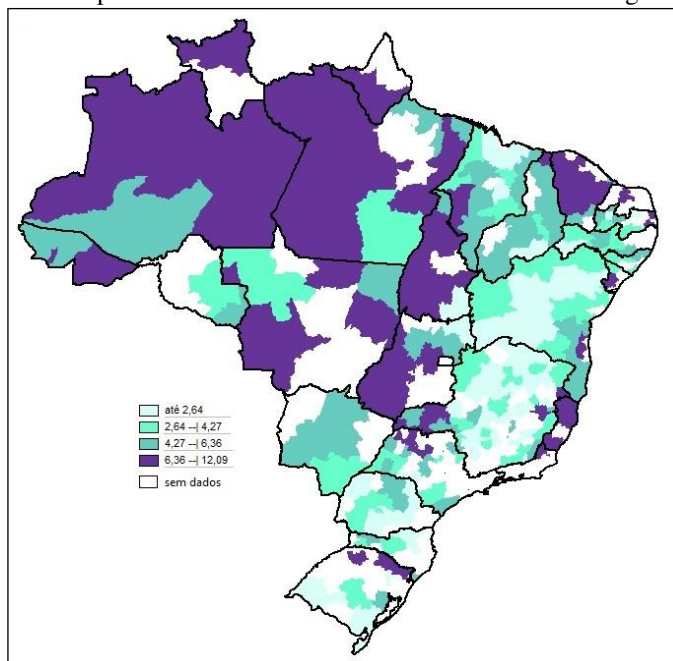 até 2,64
2,64 --| 4,27
4,27 --| 6,36
6,36 --| 12,09
sem dados